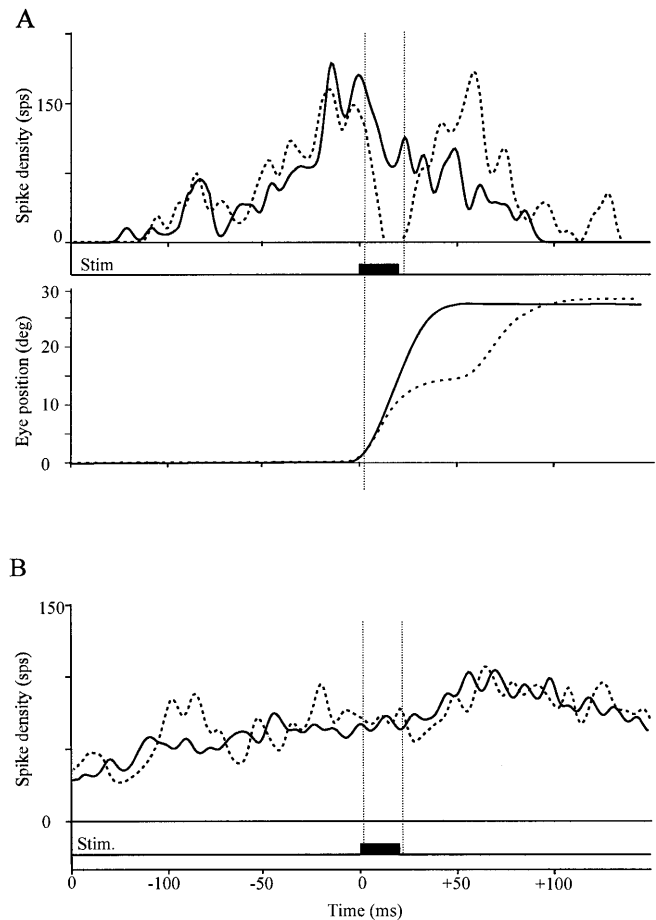 A
Spike density (sps)
150
0
Stim
Eye position (deg)
30
20
10
0
B
Spike density (sps)
150
0
Stim.
0 -100 -50 0 +50 +100
Time (ms)